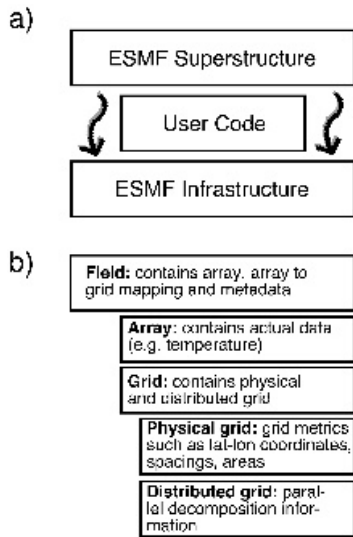 a)
ESMF Superstructure
User Code
ESMF Infrastructure
b)
Field: contains array, array to
grid mapping and metadata
Array: contains actual data
(e.g. temperature)
Grid: contains physical
and distributed grid
Physical grid: grid metrics
such as lat-lon coordinates,
spacings, areas
Distributed grid: paral-
lel decomposition infor-
mation